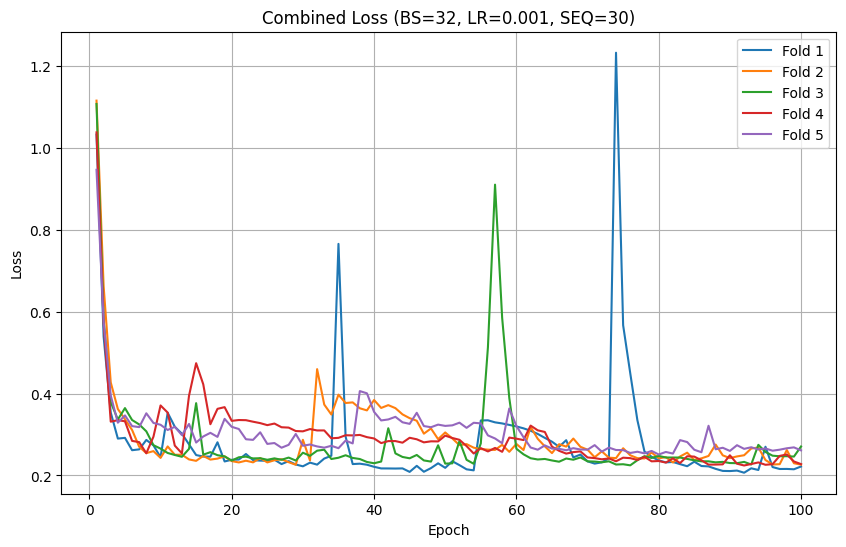 Combined Loss (BS=32, LR=0.001, SEQ=30)
Fold 1
Fold 2
Fold 3
Fold 4
Fold 5
Loss
1.2
1.0
0.8
0.6
0.4
0.2
0
20
40
60
80
100
Epoch